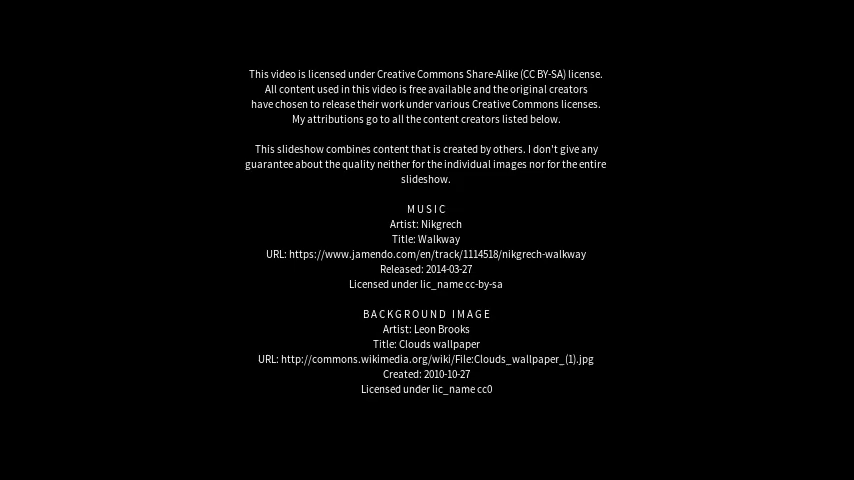 This video is licensed under Creative Commons Share-Alike (CC BY-SA) license.
All content used in this video is free available and the original creators
have chosen to release their work under various Creative Commons licenses.
My attributions go to all the content creators listed below.
This slideshow combines content that is created by others. I don't give any
guarantee about the quality neither for the individual images nor for the entire
slideshow.
MUSIC
Artist: Nikgrech
Title: Walkway
URL: https://www.jamendo.com/en/track/1114518/nikgrech-walkway
Released: 2014-03-27
Licensed under lic_name cc-by-sa
BACKGROUND IMAGE
Artist: Leon Brooks
Title: Clouds wallpaper
URL: http://commons.wikimedia.org/wiki/File:Clouds_wallpaper_(1).jpg
Created: 2010-10-27
Licensed under lic_name cc0